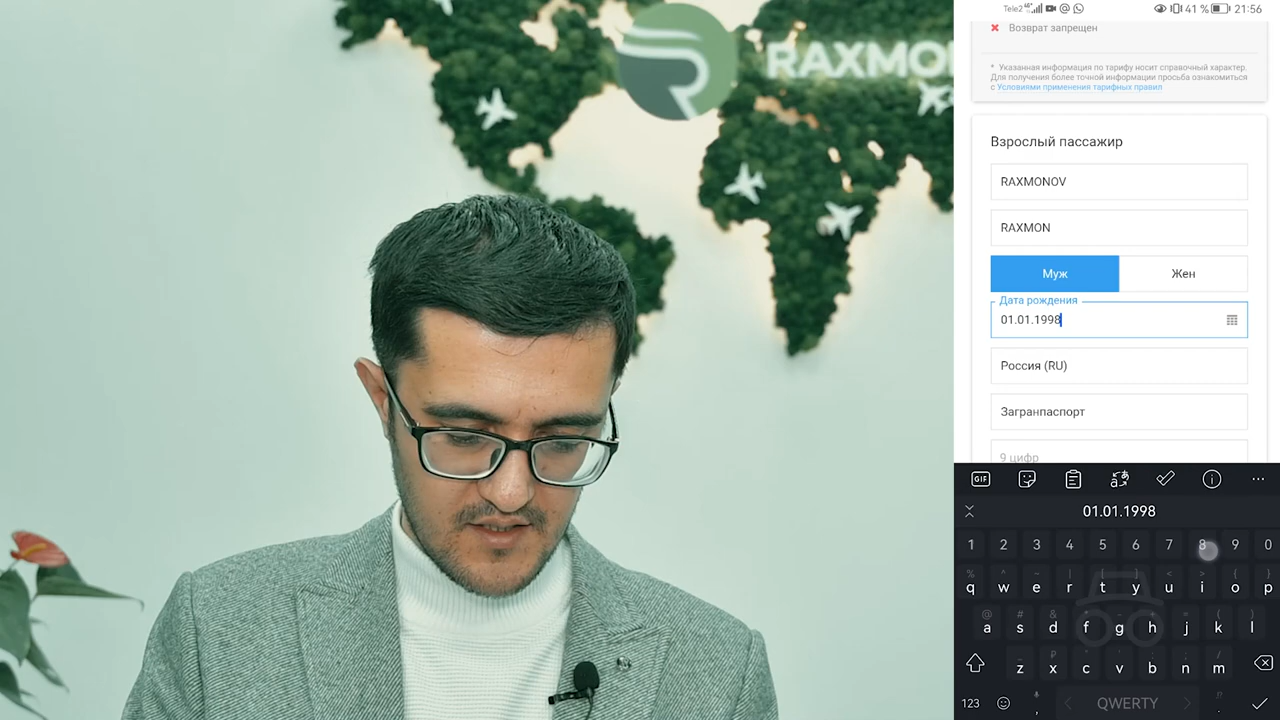 RAXMO
Tele2 4G
41 %
21:56
Возврат запрещен
* Указанная информация по тарифу носит справочный характер.
Для получения более точной информации просьба ознакомиться
с Условиями применения тарифных правил
Взрослый пассажир
RAXMONOV
RAXMON
Муж
Жен
Дата рождения
01.01.1998
Россия (RU)
Загранпаспорт
9 цифр
GIF
01.01.1998
1 2 3 4 5 6 7 8 9 0
q w e r t y u i o p
a s d f g h j k l
z x c v b n m
123
QWERTY